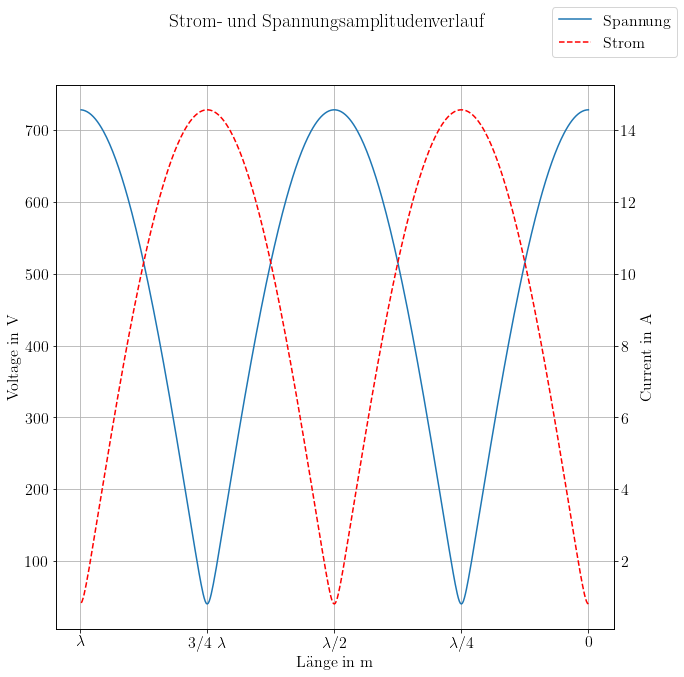 Strom- und Spannungsamplitudenverlauf
Spannung
Strom
700
600
500
400
300
200
100
Voltage in V
14
12
10
8
6
4
2
Current in A
λ
3/4 λ
λ/2
λ/4
0
Länge in m